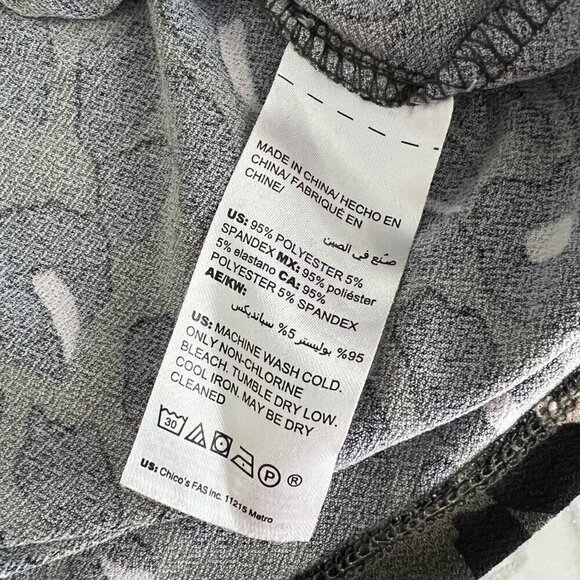 MADE IN CHINA/ HECHO EN
CHINA/ FABRIQUÉ EN
CHINE/
صنع في الصين
US: 95% POLYESTER 5%
SPANDEX MX: 95% poliéster
5% elastano CA: 95%
POLYESTER 5% SPANDEX
AE/KW:
95% بوليستر 5% سباندیكس
US: MACHINE WASH COLD.
ONLY NON-CHLORINE
BLEACH. TUMBLE DRY LOW.
COOL IRON. MAY BE DRY
CLEANED
30 P ®
US: Chico's FAS Inc. 11215 Metro